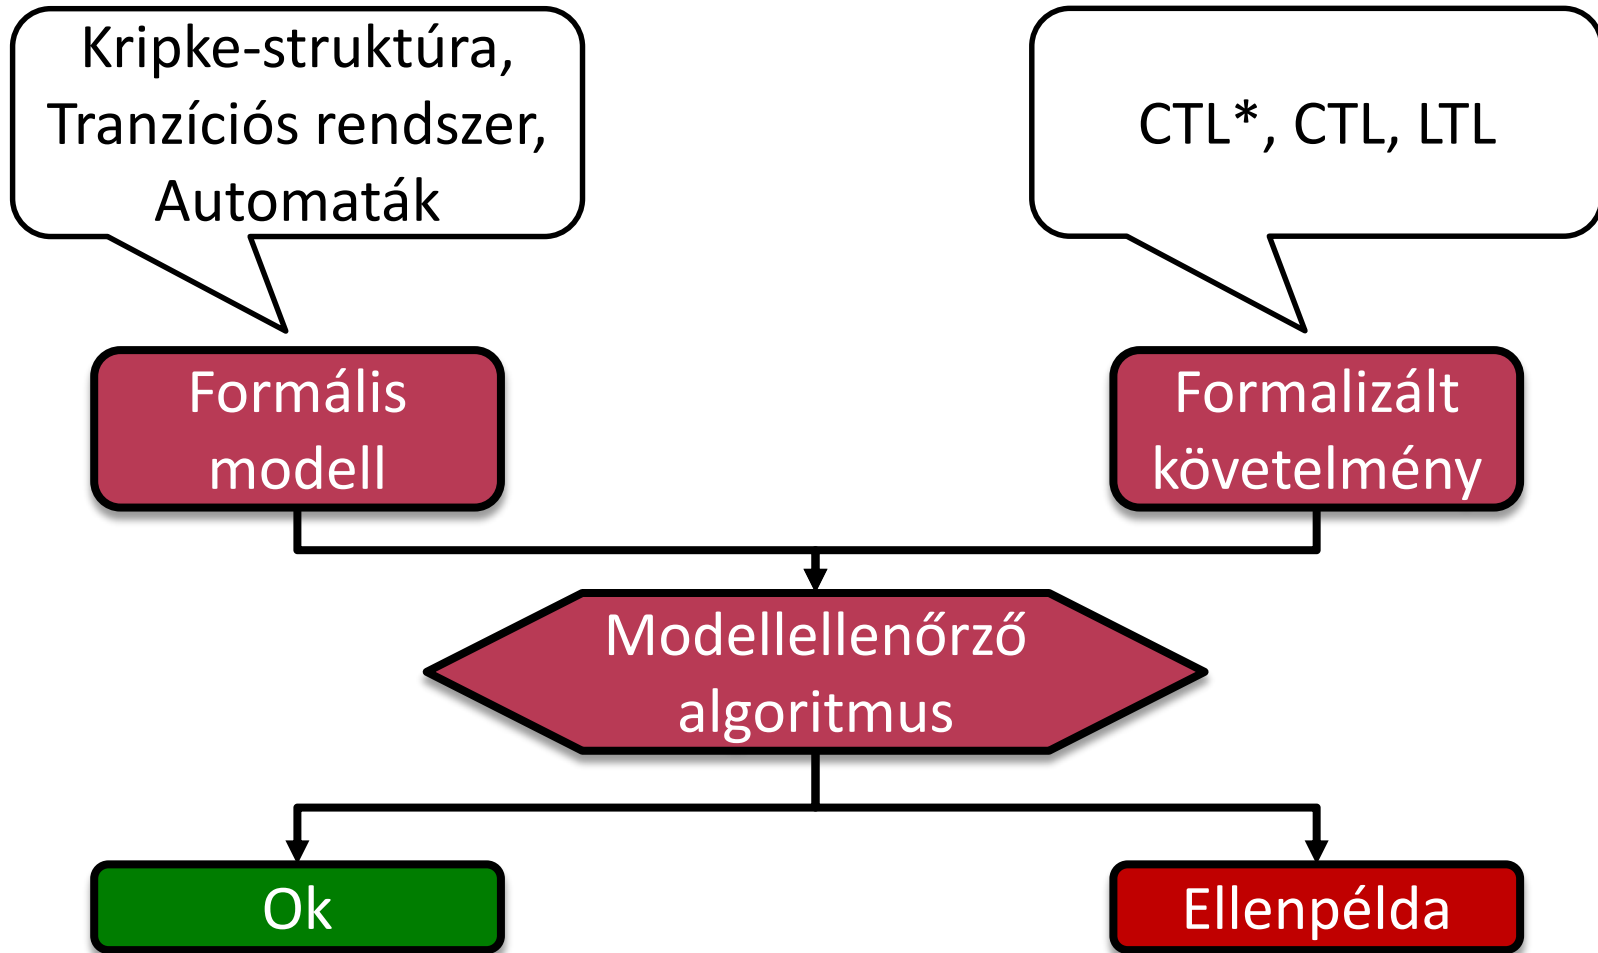 Kripke-struktúra,
Tranzíciós rendszer,
Automaták
CTL*, CTL, LTL
Formális
modell
Formalizált
követelmény
Modellellenőrző
algoritmus
Ok
Ellenpélda